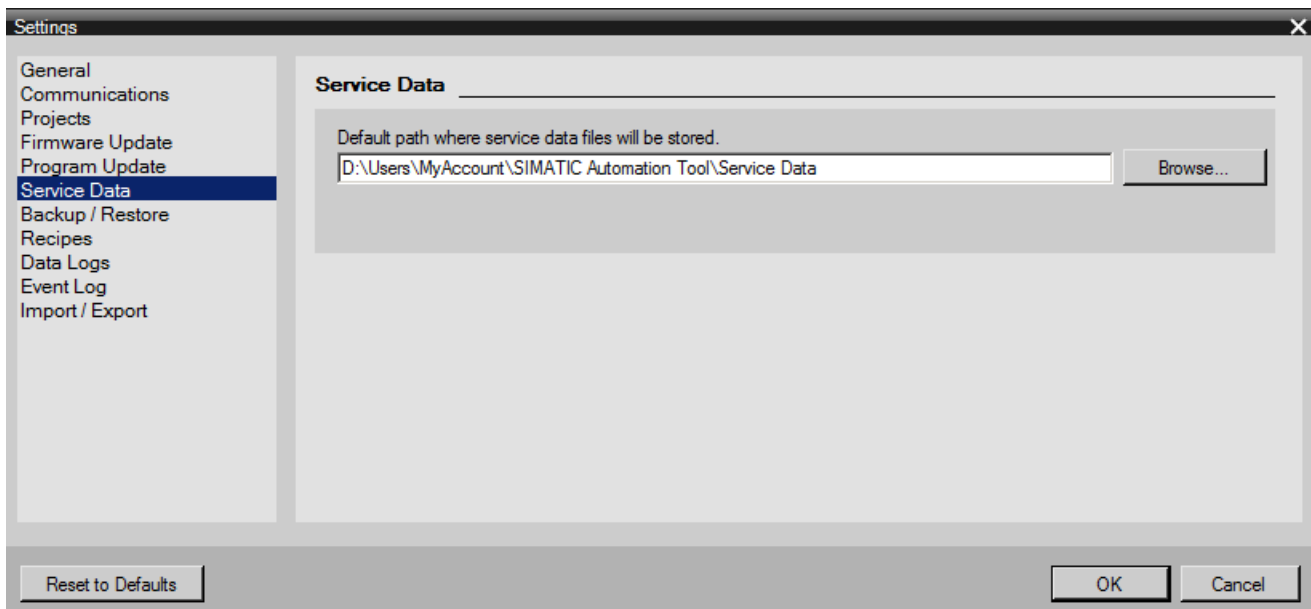 Settings
General
Communications
Projects
Firmware Update
Program Update
Service Data
Backup / Restore
Recipes
Data Logs
Event Log
Import / Export
Service Data
Default path where service data files will be stored.
D:\Users\MyAccount\SIMATIC Automation Tool\Service Data
Browse...
Reset to Defaults
OK
Cancel